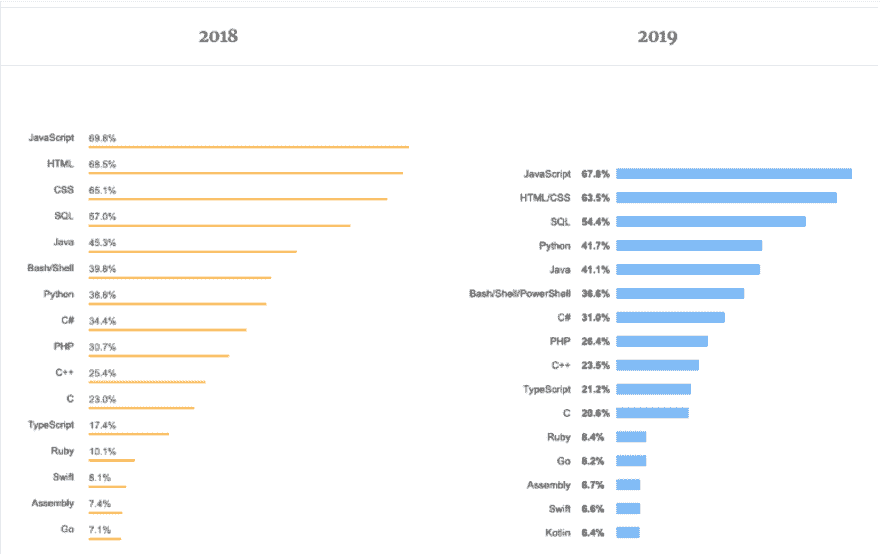 2018
2019
JavaScript 69.8%
HTML 68.5%
CSS 65.1%
SQL 57.0%
Java 45.3%
Bash/Shell 39.8%
Python 38.8%
C# 34.4%
PHP 30.7%
C++ 25.4%
C 23.0%
TypeScript 17.4%
Ruby 10.1%
Swift 8.1%
Assembly 7.4%
Go 7.1%
JavaScript 67.8%
HTML/CSS 63.5%
SQL 54.4%
Python 41.7%
Java 41.1%
Bash/Shell/PowerShell 36.6%
C# 31.0%
PHP 26.4%
C++ 23.5%
TypeScript 21.2%
C 20.6%
Ruby 8.4%
Go 8.2%
Assembly 6.7%
Swift 6.6%
Kotlin 6.4%